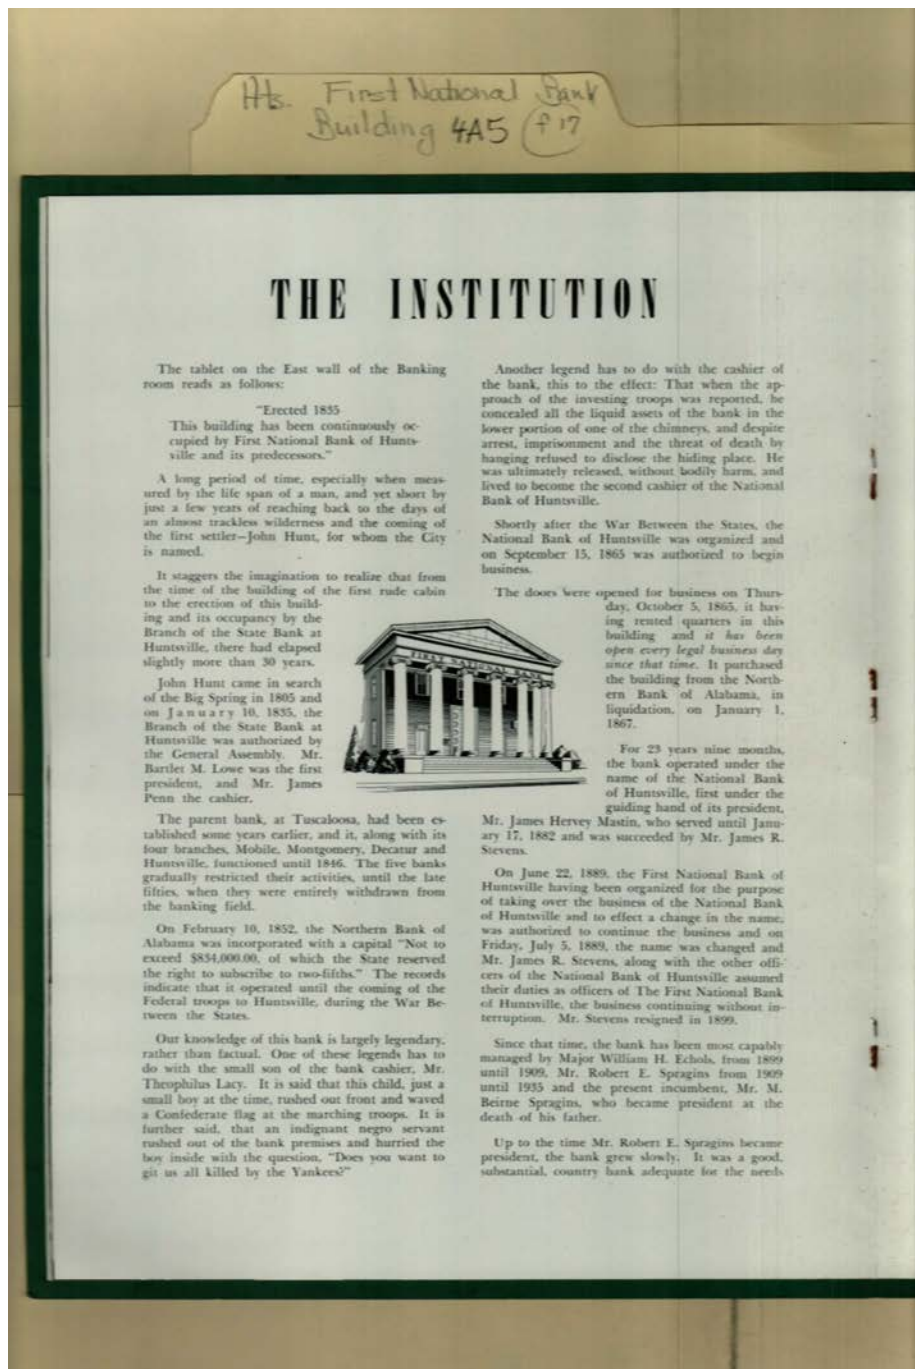 Hts. First National Bank
Building 4A5 f 17
THE INSTITUTION
The tablet on the East wall of the Banking
room reads as follows:
"Erected 1835
This building has been continuously oc-
cupied by First National Bank of Hunts-
ville and its predecessors."
A long period of time, especially when meas-
ured by the life span of a man, and yet short by
just a few years of reaching back to the days of
an almost trackless wilderness and the coming of
the first settler—John Hunt, for whom the City
is named.
It staggers the imagination to realize that from
the time of the building of the first rude cabin
to the erection of this build-
ing and its occupancy by the
Branch of the State Bank at
Huntsville, there had elapsed
slightly more than 30 years.
John Hunt came in search
of the Big Spring in 1805 and
on January 10, 1835, the
Branch of the State Bank at
Huntsville was authorized by
the General Assembly. Mr.
Bartlet M. Lowe was the first
president, and Mr. James
Penn the cashier.
The parent bank, at Tuscaloosa, had been es-
tablished some years earlier, and it, along with its
four branches, Mobile, Montgomery, Decatur and
Huntsville, functioned until 1846. The five banks
gradually restricted their activities, until the late
fifties, when they were entirely withdrawn from
the banking field.
On February 10, 1852, the Northern Bank of
Alabama was incorporated with a capital "Not to
exceed $834,000.00, of which the State reserved
the right to subscribe to two-fifths." The records
indicate that it operated until the coming of the
Federal troops to Huntsville, during the War Be-
tween the States.
Our knowledge of this bank is largely legendary,
rather than factual. One of these legends has to
do with the small son of the bank cashier, Mr.
Theophilus Lacy. It is said that this child, just a
small boy at the time, rushed out front and waved
a Confederate flag at the marching troops. It is
further said, that an indignant negro servant
rushed out of the bank premises and hurried the
boy inside with the question, "Does you want to
git us all killed by the Yankees?"
FIRST NATIONAL BANK
Another legend has to do with the cashier of
the bank, this to the effect: That when the ap-
proach of the investing troops was reported, he
concealed all the liquid assets of the bank in the
lower portion of one of the chimneys, and despite
arrest, imprisonment and the threat of death by
hanging refused to disclose the hiding place. He
was ultimately released, without bodily harm, and
lived to become the second cashier of the National
Bank of Huntsville.
Shortly after the War Between the States, the
National Bank of Huntsville was organized and
on September 15, 1865 was authorized to begin
business.
The doors were opened for business on Thurs-
day, October 5, 1865, it hav-
ing rented quarters in this
building and it has been
open every legal business day
since that time. It purchased
the building from the North-
ern Bank of Alabama, in
liquidation, on January 1,
1867.
For 23 years nine months,
the bank operated under the
name of the National Bank
of Huntsville, first under the
guiding hand of its president,
Mr. James Hervey Mastin, who served until Janu-
ary 17, 1882 and was succeeded by Mr. James R.
Stevens.
On June 22, 1889, the First National Bank of
Huntsville having been organized for the purpose
of taking over the business of the National Bank
of Huntsville and to effect a change in the name,
was authorized to continue the business and on
Friday, July 5, 1889, the name was changed and
Mr. James R. Stevens, along with the other offi-
cers of the National Bank of Huntsville assumed
their duties as officers of The First National Bank
of Huntsville, the business continuing without in-
terruption. Mr. Stevens resigned in 1899.
Since that time, the bank has been most capably
managed by Major William H. Echols, from 1899
until 1909, Mr. Robert E. Spragins from 1909
until 1935 and the present incumbent, Mr. M.
Beirne Spragins, who became president at the
death of his father.
Up to the time Mr. Robert E. Spragins became
president, the bank grew slowly. It was a good,
substantial, country bank adequate for the needs